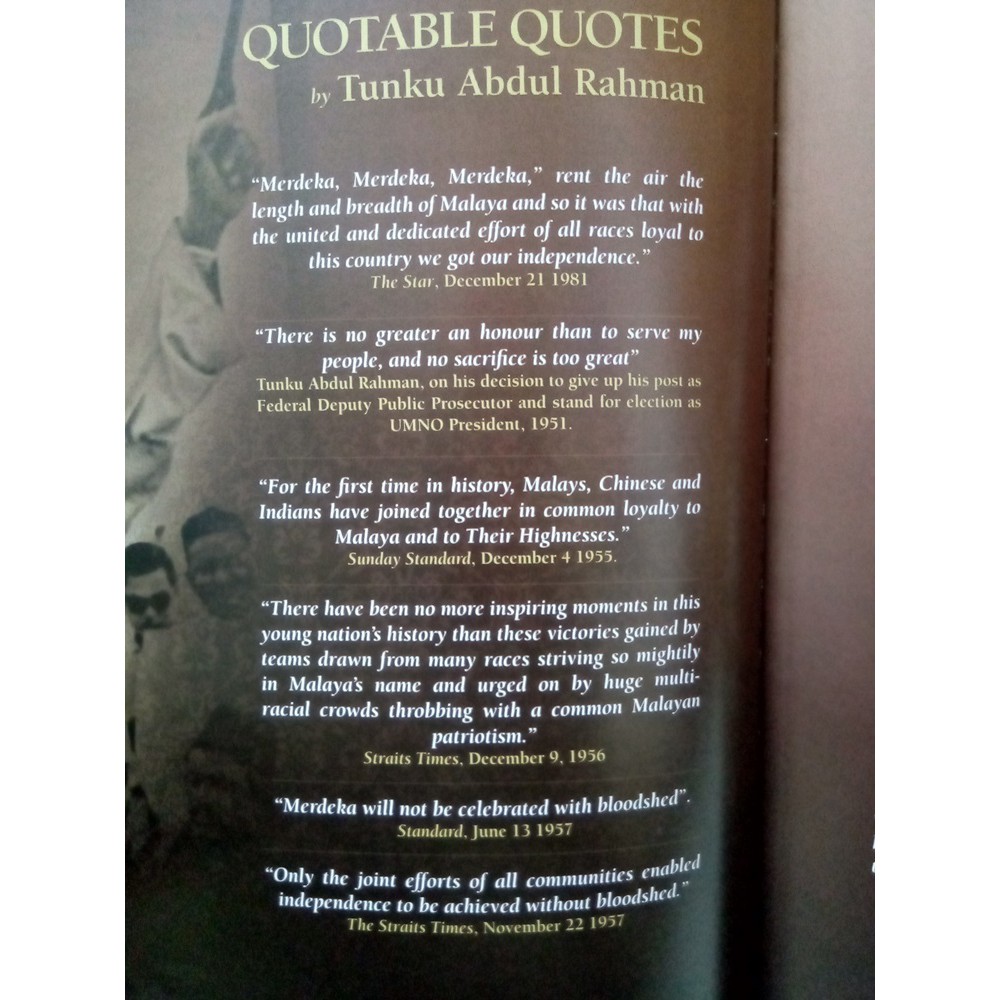 QUOTABLE QUOTES
by Tunku Abdul Rahman
“Merdeka, Merdeka, Merdeka,” rent the air the
length and breadth of Malaya and so it was that with
the united and dedicated effort of all races loyal to
this country we got our independence.”
The Star, December 21 1981
“There is no greater an honour than to serve my
people, and no sacrifice is too great”
Tunku Abdul Rahman, on his decision to give up his post as
Federal Deputy Public Prosecutor and stand for election as
UMNO President, 1951.
“For the first time in history, Malays, Chinese and
Indians have joined together in common loyalty to
Malaya and to Their Highnesses.”
Sunday Standard, December 4 1955.
“There have been no more inspiring moments in this
young nation’s history than these victories gained by
teams drawn from many races striving so mightily
in Malaya’s name and urged on by huge multi-
racial crowds throbbing with a common Malayan
patriotism.”
Straits Times, December 9, 1956
“Merdeka will not be celebrated with bloodshed”.
Standard, June 13 1957
“Only the joint efforts of all communities enabled
independence to be achieved without bloodshed.”
The Straits Times, November 22 1957